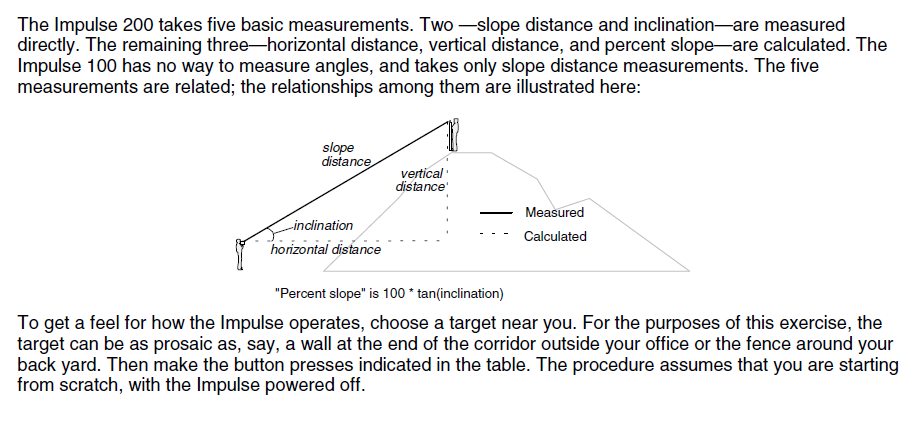 The Impulse 200 takes five basic measurements. Two —slope distance and inclination—are measured
directly. The remaining three—horizontal distance, vertical distance, and percent slope—are calculated. The
Impulse 100 has no way to measure angles, and takes only slope distance measurements. The five
measurements are related; the relationships among them are illustrated here:
slope
distance
vertical
distance
inclination
horizontal distance
Measured
Calculated
"Percent slope" is 100 * tan(inclination)
To get a feel for how the Impulse operates, choose a target near you. For the purposes of this exercise, the
target can be as prosaic as, say, a wall at the end of the corridor outside your office or the fence around your
back yard. Then make the button presses indicated in the table. The procedure assumes that you are starting
from scratch, with the Impulse powered off.